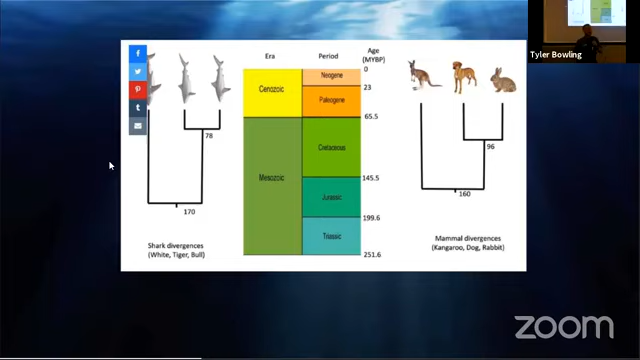 Era
Period
Age
(MYBP)
0
Neogene
23
Cenozoic
Paleogene
65.5
Cretaceous
145.5
Mesozoic
Jurassic
199.6
Triassic
251.6
78
170
Shark divergences
(White, Tiger, Bull)
96
160
Mammal divergences
(Kangaroo, Dog, Rabbit)
Tyler Bowling
zoom